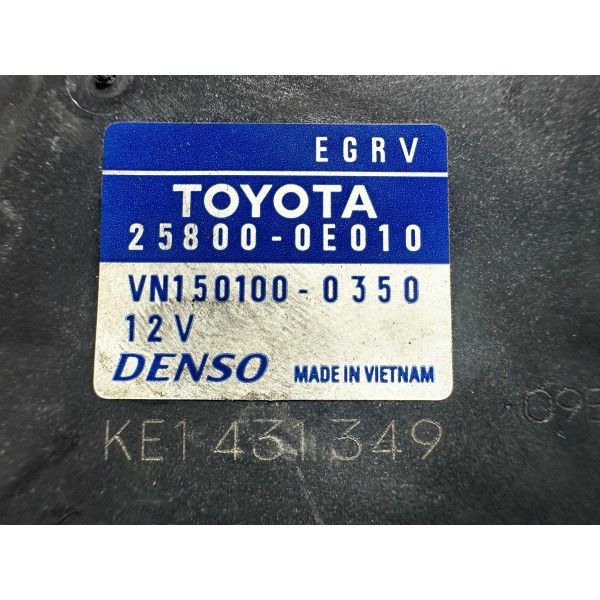 EGRV
TOYOTA
25800-0E010
VN150100-0350
12V
DENSO MADE IN VIETNAM
KE1431349